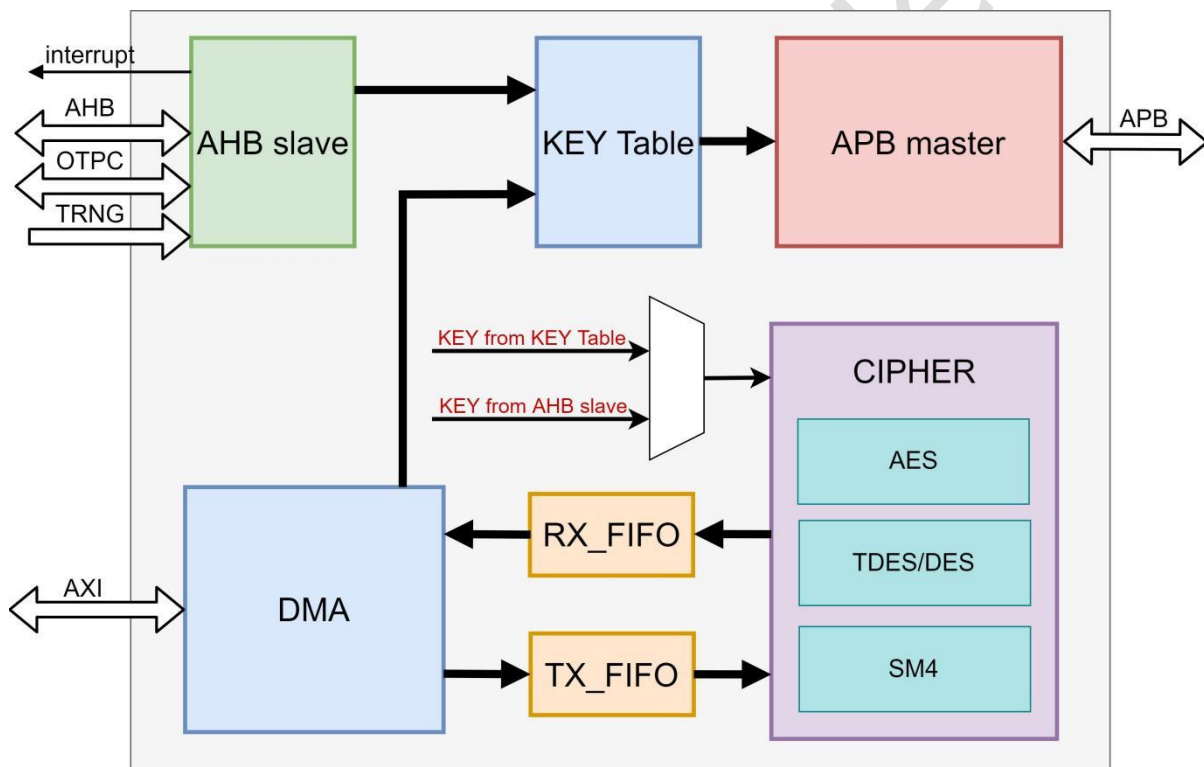 interrupt
AHB
OTPC
TRNG
AHB slave
KEY Table
APB master
APB
KEY from KEY Table
KEY from AHB slave
CIPHER
AES
TDES/DES
SM4
RX_FIFO
TX_FIFO
DMA
AXI